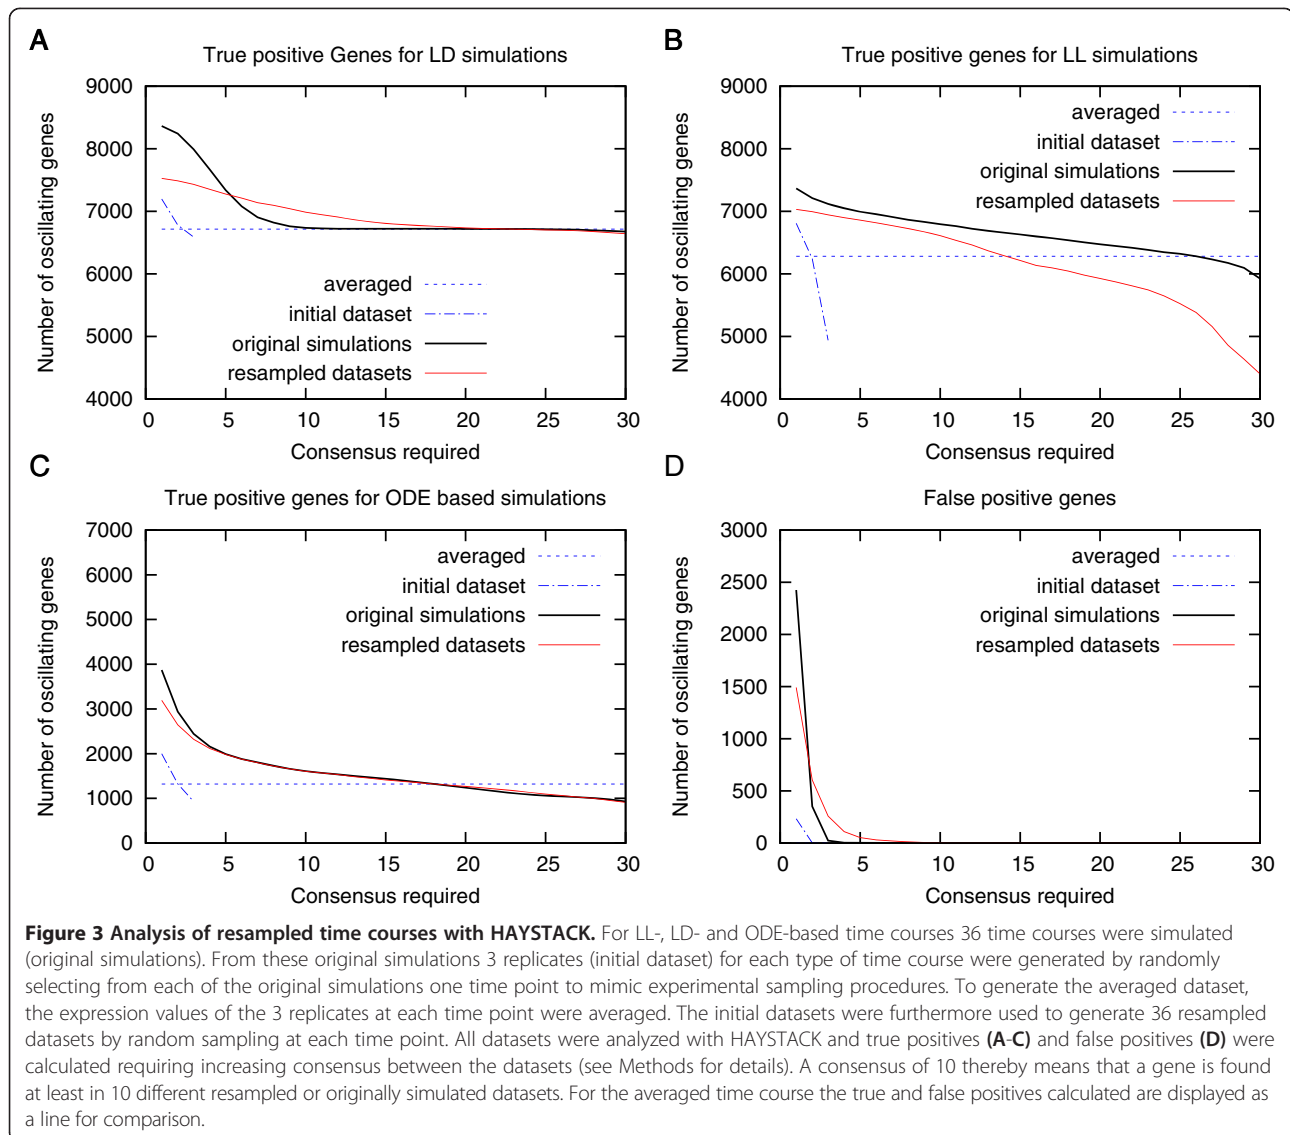 A
True positive Genes for LD simulations
Number of oscillating genes
9000
8000
7000
6000
5000
4000
averaged
initial dataset
original simulations
resampled datasets
0 5 10 15 20 25 30
Consensus required
B
True positive genes for LL simulations
Number of oscillating genes
9000
8000
7000
6000
5000
4000
averaged
initial dataset
original simulations
resampled datasets
0 5 10 15 20 25 30
Consensus required
C
True positive genes for ODE based simulations
Number of oscillating genes
7000
6000
5000
4000
3000
2000
1000
0
averaged
initial dataset
original simulations
resampled datasets
0 5 10 15 20 25 30
Consensus required
D
False positive genes
Number of oscillating genes
3000
2500
2000
1500
1000
500
0
averaged
initial dataset
original simulations
resampled datasets
0 5 10 15 20 25 30
Consensus required
Figure 3 Analysis of resampled time courses with HAYSTACK. For LL-, LD- and ODE-based time courses 36 time courses were simulated
(original simulations). From these original simulations 3 replicates (initial dataset) for each type of time course were generated by randomly
selecting from each of the original simulations one time point to mimic experimental sampling procedures. To generate the averaged dataset,
the expression values of the 3 replicates at each time point were averaged. The initial datasets were furthermore used to generate 36 resampled
datasets by random sampling at each time point. All datasets were analyzed with HAYSTACK and true positives (A-C) and false positives (D) were
calculated requiring increasing consensus between the datasets (see Methods for details). A consensus of 10 thereby means that a gene is found
at least in 10 different resampled or originally simulated datasets. For the averaged time course the true and false positives calculated are displayed as
a line for comparison.